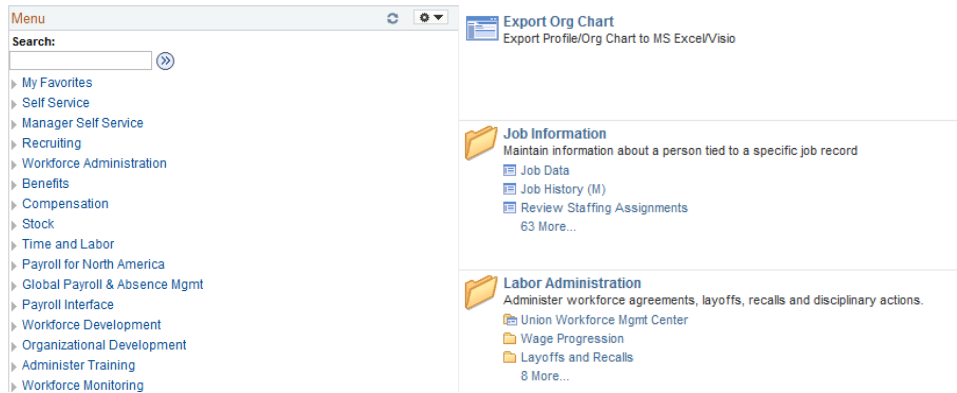 Menu
Search:
My Favorites
Self Service
Manager Self Service
Recruiting
Workforce Administration
Benefits
Compensation
Stock
Time and Labor
Payroll for North America
Global Payroll & Absence Mgmt
Payroll Interface
Workforce Development
Organizational Development
Administer Training
Workforce Monitoring
Export Org Chart
Export Profile/Org Chart to MS Excel/Visio
Job Information
Maintain information about a person tied to a specific job record
Job Data
Job History (M)
Review Staffing Assignments
63 More...
Labor Administration
Administer workforce agreements, layoffs, recalls and disciplinary actions.
Union Workforce Mgmt Center
Wage Progression
Layoffs and Recalls
8 More...